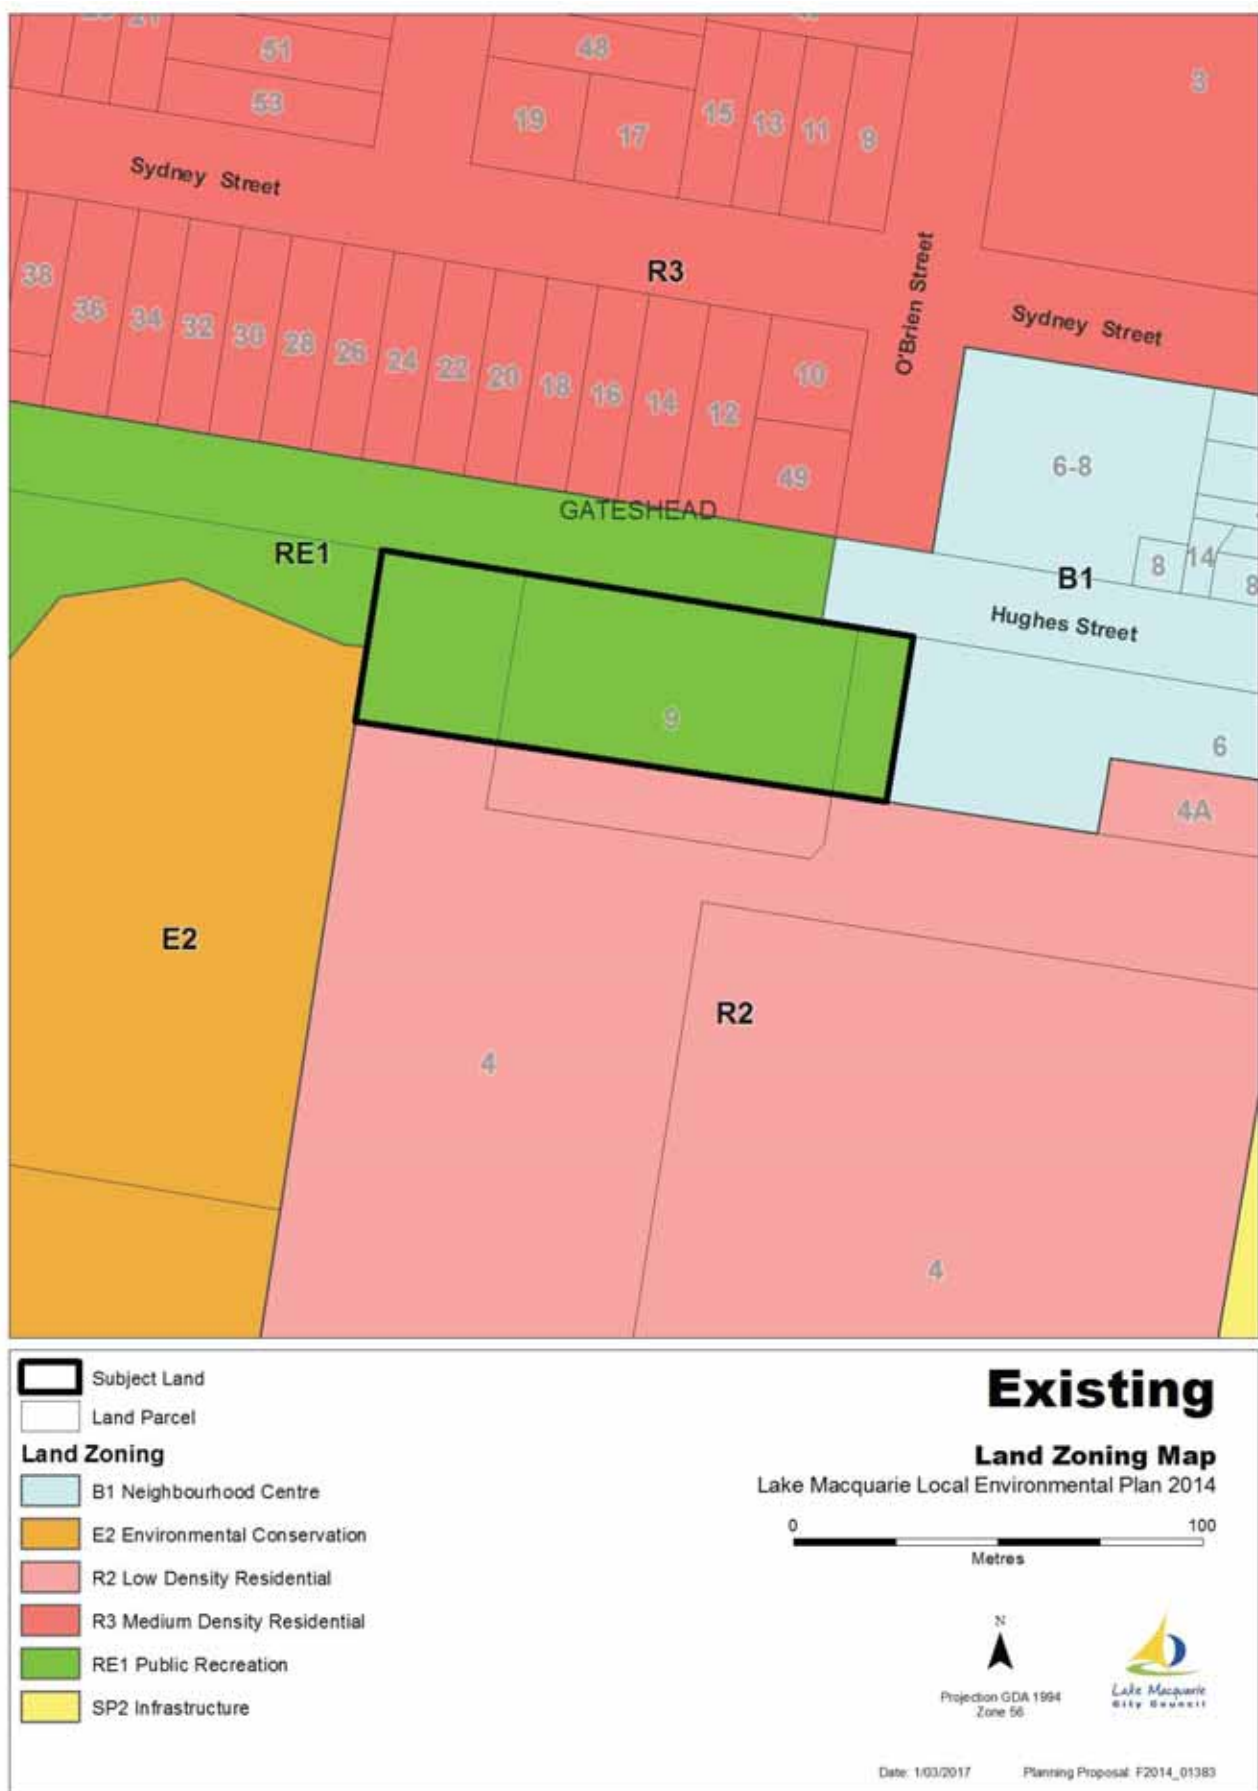 51
53
48
19
17
15
13
11
9
3
Sydney Street
R3
O'Brien Street
Sydney Street
38
36
34
32
30
28
26
24
22
20
18
16
14
12
10
49
6-8
8
14
8
GATESHEAD
RE1
B1
Hughes Street
9
6
4A
E2
R2
4
4
Subject Land
Land Parcel
Land Zoning
B1 Neighbourhood Centre
E2 Environmental Conservation
R2 Low Density Residential
R3 Medium Density Residential
RE1 Public Recreation
SP2 Infrastructure
Existing
Land Zoning Map
Lake Macquarie Local Environmental Plan 2014
0 100
Metres
N
Projection GDA 1994
Zone 56
Lake Macquarie
City Council
Date: 1/03/2017 Planning Proposal: F2014_01383